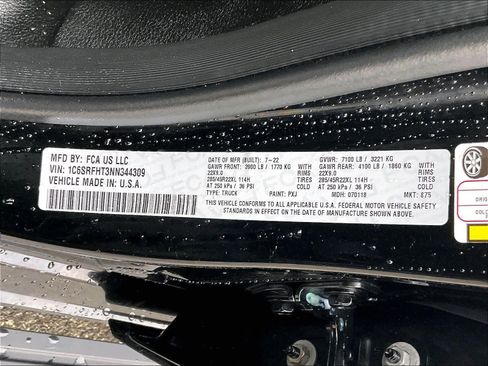 MFD BY: FCA US LLC
VIN: 1C6SRFHT3NN344309
VEHICLE MADE IN U.S.A.
DATE OF MFR (BUILT): 7-22 GVWR: 7100 LB / 3221 KG
GAWR FRONT: 3900 LB / 1770 KG GAWR REAR: 4100 LB / 1860 KG
22X9.0 RIMS 22X9.0 RIMS
285/45R22XL 114H TIRES 285/45R22XL 114H TIRES
AT 250 kPa / 36 PSI COLD AT 250 kPa / 36 PSI COLD
TYPE: TRUCK PAINT: PXJ MDH: 070118 MKT: 875
THIS VEHICLE CONFORMS TO ALL APPLICABLE U.S.A. FEDERAL MOTOR VEHICLE SAFETY
STANDARDS IN EFFECT ON THE DATE OF MANUFACTURE SHOWN ABOVE